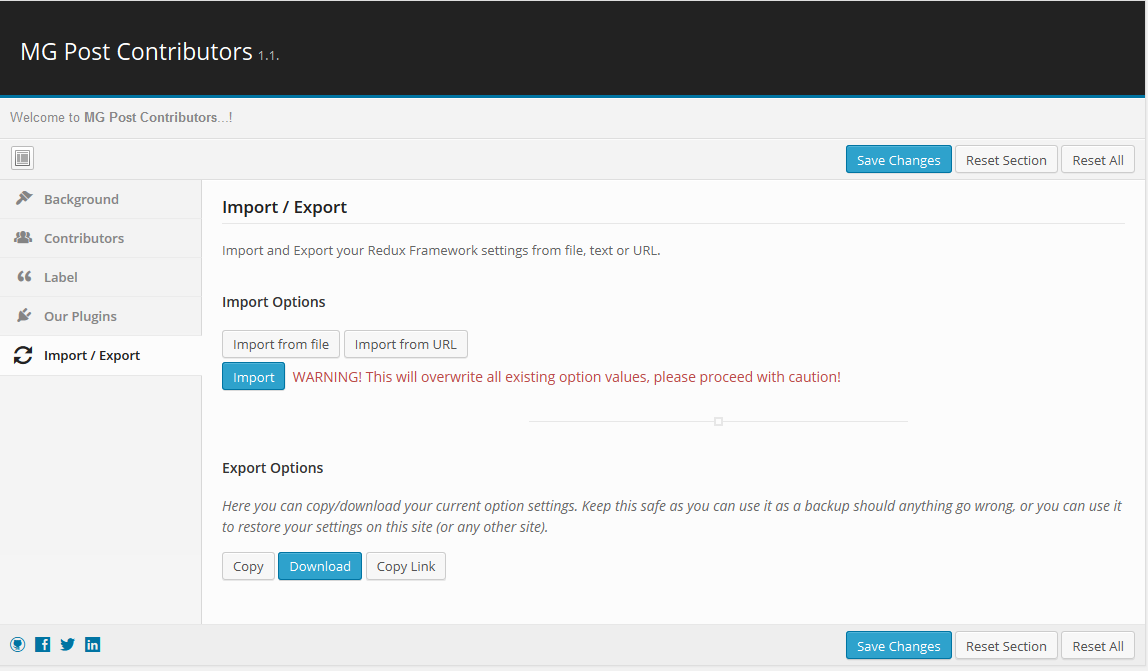 MG Post Contributors 1.1.
Welcome to MG Post Contributors...!
Save Changes Reset Section Reset All
Background
Contributors
Label
Our Plugins
Import / Export
Import / Export
Import and Export your Redux Framework settings from file, text or URL.
Import Options
Import from file Import from URL
Import WARNING! This will overwrite all existing option values, please proceed with caution!
Export Options
Here you can copy/download your current option settings. Keep this safe as you can use it as a backup should anything go wrong, or you can use it
to restore your settings on this site (or any other site).
Copy Download Copy Link
Save Changes Reset Section Reset All